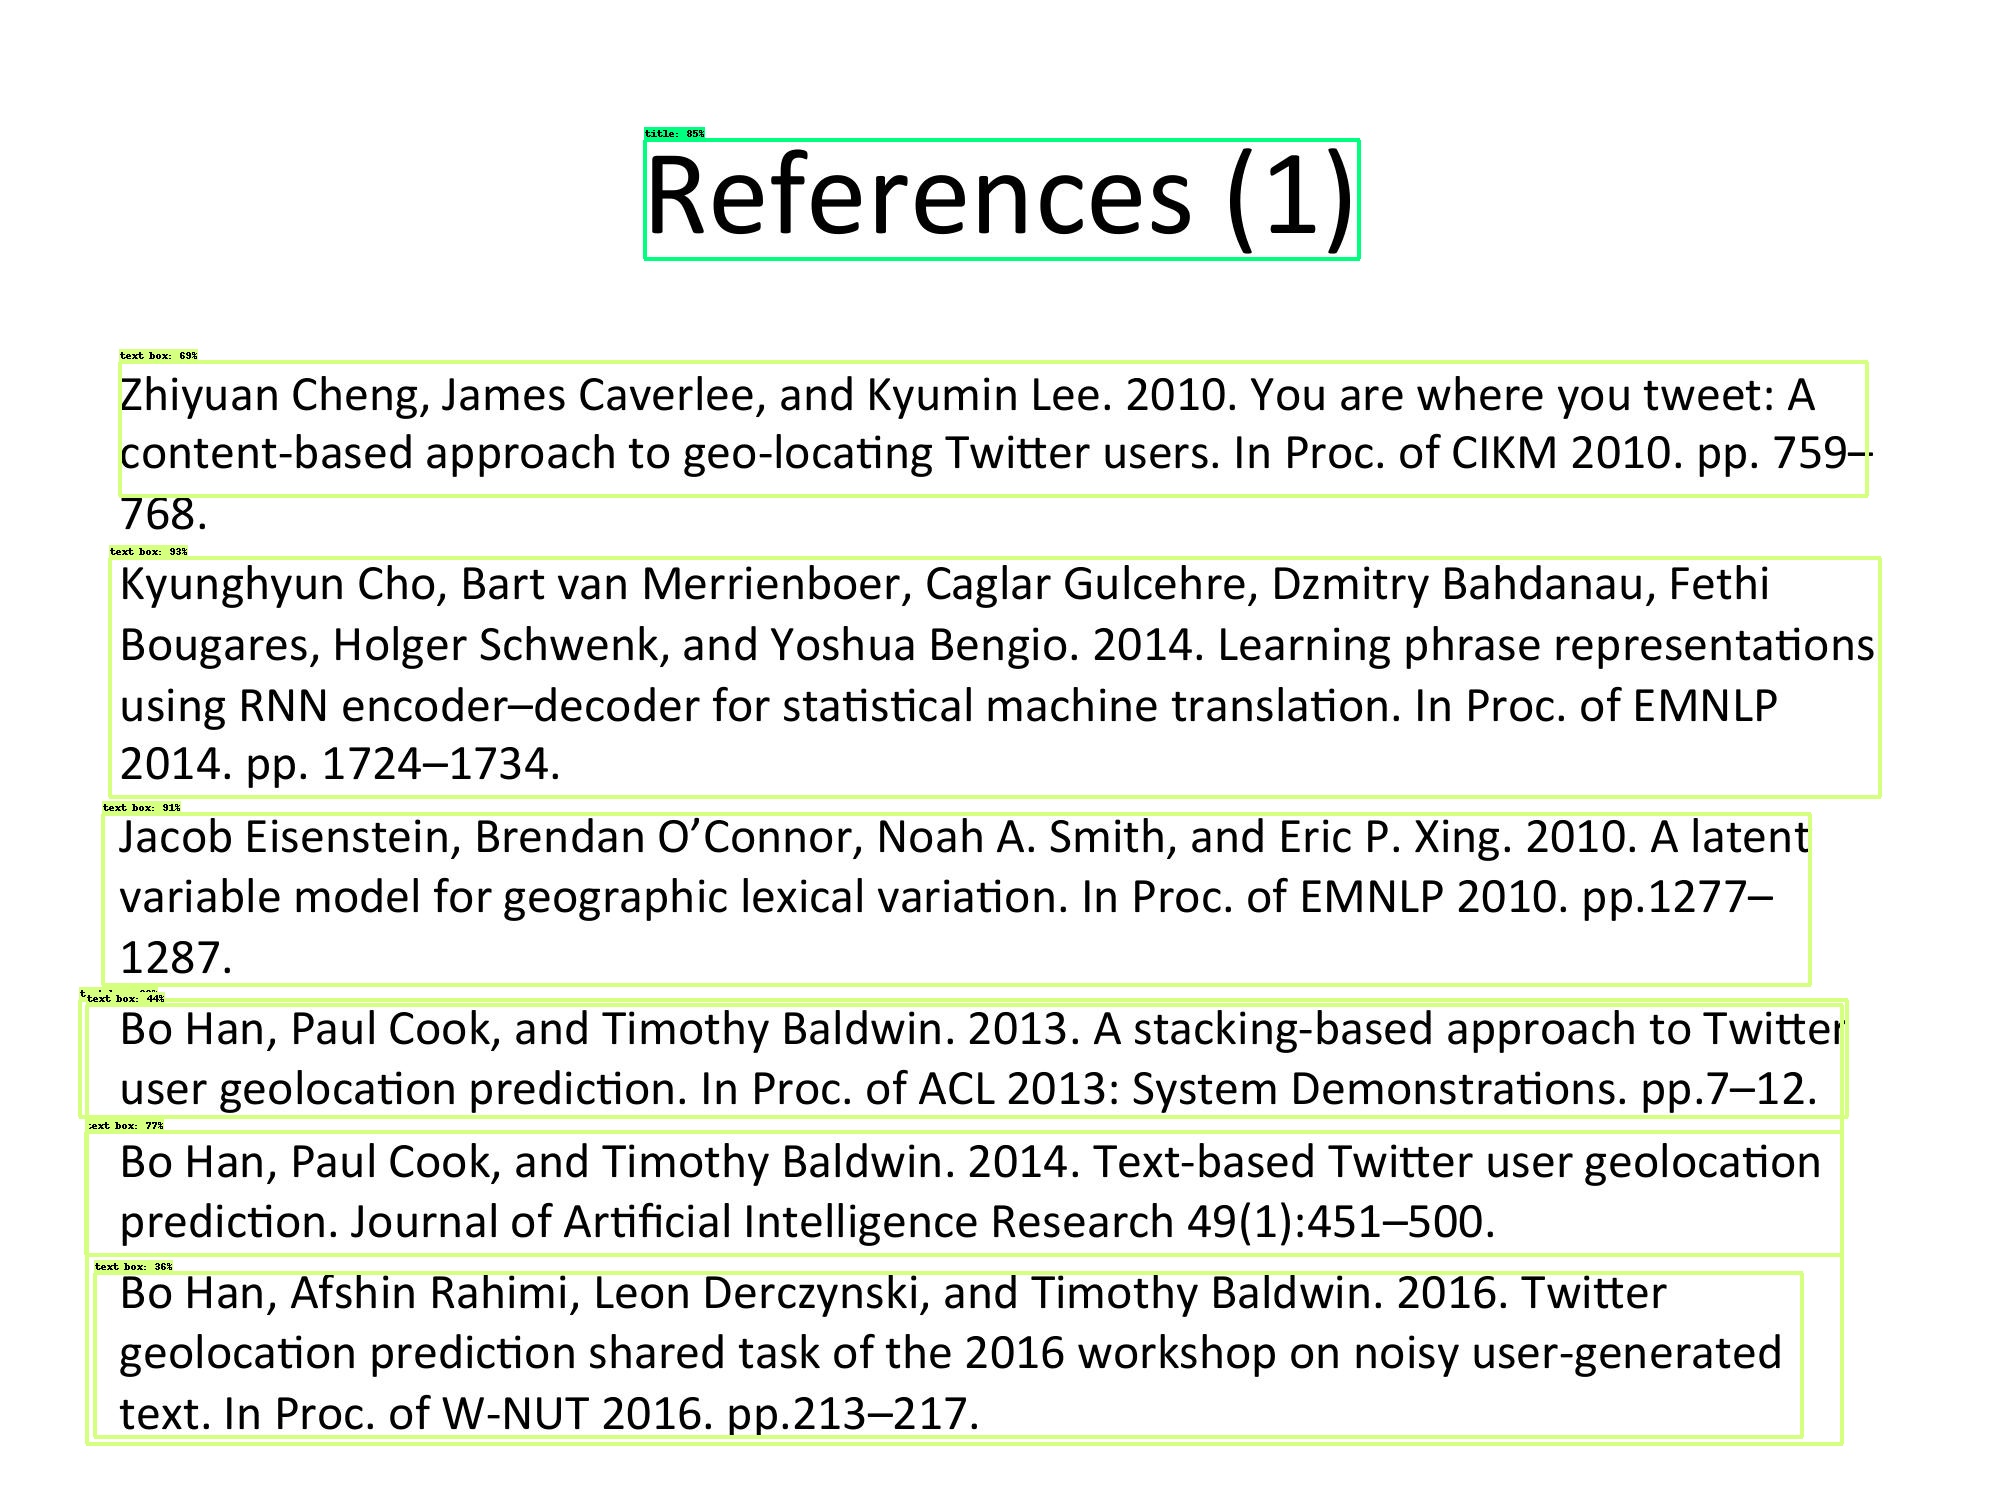 title: 85%
References (1)
text box: 69%
Zhiyuan Cheng, James Caverlee, and Kyumin Lee. 2010. You are where you tweet: A
content-based approach to geo-locating Twitter users. In Proc. of CIKM 2010. pp. 759–
768.
text box: 93%
Kyunghyun Cho, Bart van Merrienboer, Caglar Gulcehre, Dzmitry Bahdanau, Fethi
Bougares, Holger Schwenk, and Yoshua Bengio. 2014. Learning phrase representations
using RNN encoder–decoder for statistical machine translation. In Proc. of EMNLP
2014. pp. 1724–1734.
text box: 91%
Jacob Eisenstein, Brendan O’Connor, Noah A. Smith, and Eric P. Xing. 2010. A latent
variable model for geographic lexical variation. In Proc. of EMNLP 2010. pp.1277–
1287.
text box: 44%
Bo Han, Paul Cook, and Timothy Baldwin. 2013. A stacking-based approach to Twitter
user geolocation prediction. In Proc. of ACL 2013: System Demonstrations. pp.7–12.
text box: 77%
Bo Han, Paul Cook, and Timothy Baldwin. 2014. Text-based Twitter user geolocation
prediction. Journal of Artificial Intelligence Research 49(1):451–500.
text box: 36%
Bo Han, Afshin Rahimi, Leon Derczynski, and Timothy Baldwin. 2016. Twitter
geolocation prediction shared task of the 2016 workshop on noisy user-generated
text. In Proc. of W-NUT 2016. pp.213–217.